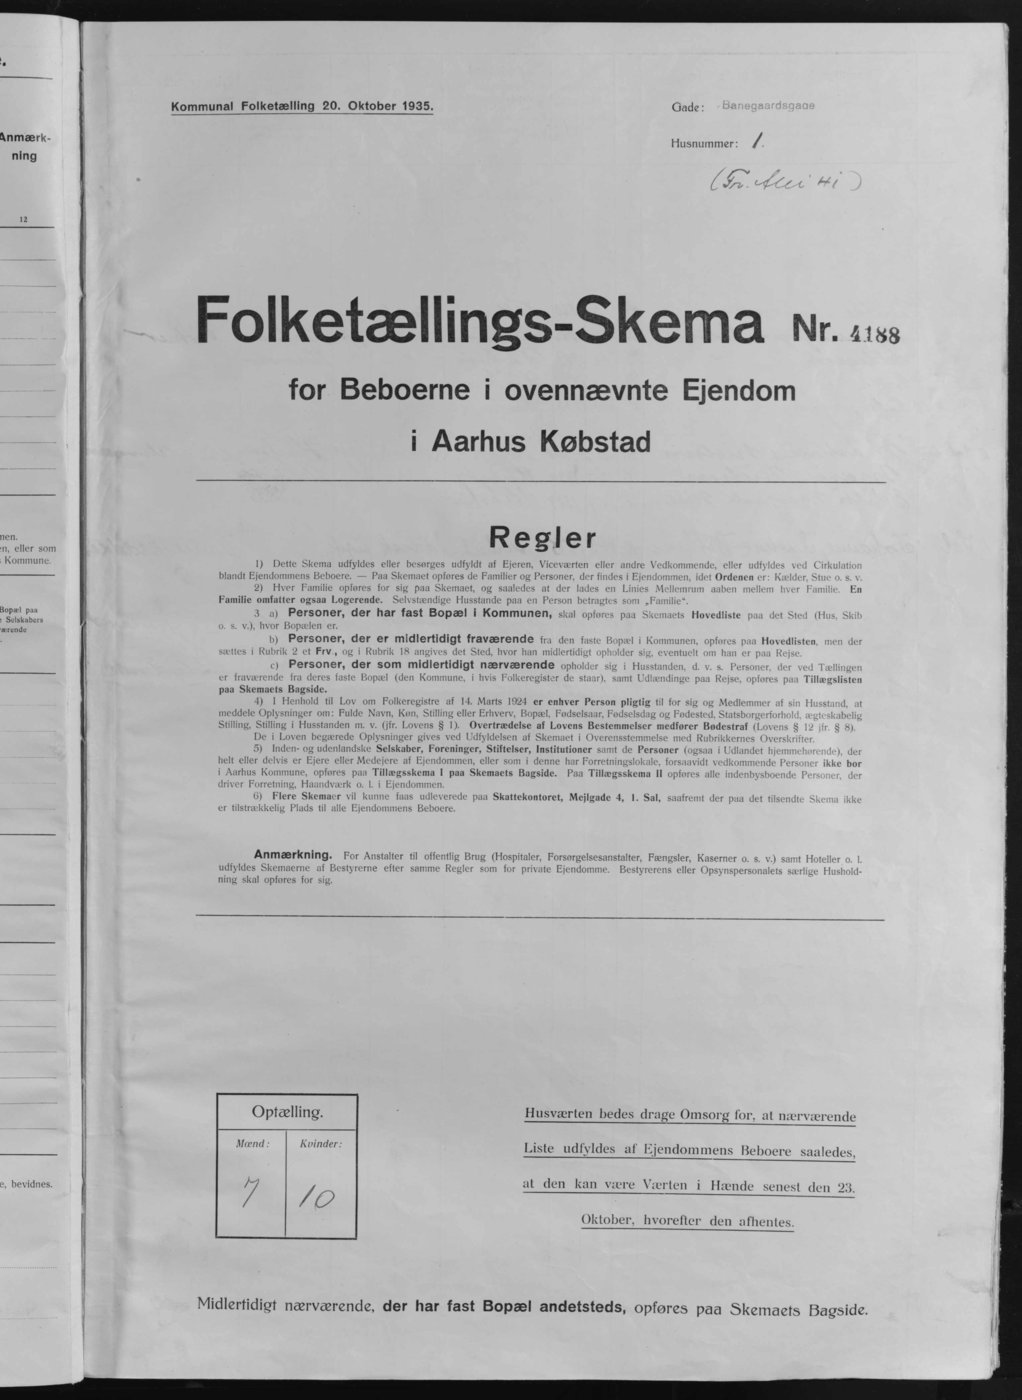 Anmærk-
ning
12
en, eller som
Kommune.
Bopæl paa
Selskabers
e, bevidnes.
Kommunal Folketælling 20. Oktober 1935.
Gade: Banegaardsgade
Husnummer: 1.
(Fr. Alle 41)
Folketællings-Skema Nr. 4188
for Beboerne i ovennævnte Ejendom
i Aarhus Købstad
Regler
1) Dette Skema udfyldes eller besørges udfyldt af Ejeren, Viceværten eller andre Vedkommende, eller udfyldes ved Cirkulation
blandt Ejendommens Beboere. — Paa Skemaet opføres de Familier og Personer, der findes i Ejendommen, idet Ordenen er: Kælder, Stue o. s. v.
2) Hver Familie opføres for sig paa Skemaet, og saaledes at der lades en Linies Mellemrum aaben mellem hver Familie. En
Familie omfatter ogsaa Logerende. Selvstændige Husstande paa en Person betragtes som „Familie“.
3 a) Personer, der har fast Bopæl i Kommunen, skal opføres paa Skemaets Hovedliste paa det Sted (Hus, Skib
o. s. v.), hvor Bopælen er.
b) Personer, der er midlertidigt fraværende fra den faste Bopæl i Kommunen, opføres paa Hovedlisten, men der
sættes i Rubrik 2 et Frv., og i Rubrik 18 angives det Sted, hvor han midlertidigt opholder sig, eventuelt om han er paa Rejse.
c) Personer, der som midlertidigt nærværende opholder sig i Husstanden, d. v. s. Personer, der ved Tællingen
er fraværende fra deres faste Bopæl (den Kommune, i hvis Folkeregister de staar), samt Udlændinge paa Rejse, opføres paa Tillægslisten
paa Skemaets Bagside.
4) I Henhold til Lov om Folkeregistre af 14. Marts 1924 er enhver Person pligtig til for sig og Medlemmer af sin Husstand, at
meddele Oplysninger om: Fulde Navn, Køn, Stilling eller Erhverv, Bopæl, Fødselsaar, Fødselsdag og Fødested, Statsborgerforhold, ægteskabelig
Stilling, Stilling i Husstanden m. v. (jfr. Lovens § 1). Overtrædelse af Lovens Bestemmelser medfører Bødestraf (Lovens § 12 jfr. § 8).
De i Loven begærede Oplysninger gives ved Udfyldelsen af Skemaet i Overensstemmelse med Rubrikkernes Overskrifter.
5) Inden- og udenlandske Selskaber, Foreninger, Stiftelser, Institutioner samt de Personer (ogsaa i Udlandet hjemmehørende), der
helt eller delvis er Ejere eller Medejere af Ejendommen, eller som i denne har Forretningslokale, forsaavidt vedkommende Personer ikke bor
i Aarhus Kommune, opføres paa Tillægsskema I paa Skemaets Bagside. Paa Tillægsskema II opføres alle indenbysboende Personer, der
driver Forretning, Haandværk o. l. i Ejendommen.
6) Flere Skemaer vil kunne faas udleverede paa Skattekontoret, Mejlgade 4, 1. Sal, saafremt der paa det tilsendte Skema ikke
er tilstrækkelig Plads til alle Ejendommens Beboere.
Anmærkning. For Anstalter til offentlig Brug (Hospitaler, Forsørgelsesanstalter, Fængsler, Kaserner o. s. v.) samt Hoteller o. l.
udfyldes Skemaerne af Bestyrerne efter samme Regler som for private Ejendomme. Bestyrerens eller Opsynspersonalets særlige Hushold-
ning skal opføres for sig.
Optælling.
Mænd: Kvinder:
7 10
Husværten bedes drage Omsorg for, at nærværende
Liste udfyldes af Ejendommens Beboere saaledes,
at den kan være Værten i Hænde senest den 23.
Oktober, hvorefter den afhentes.
Midlertidigt nærværende, der har fast Bopæl andetsteds, opføres paa Skemaets Bagside.